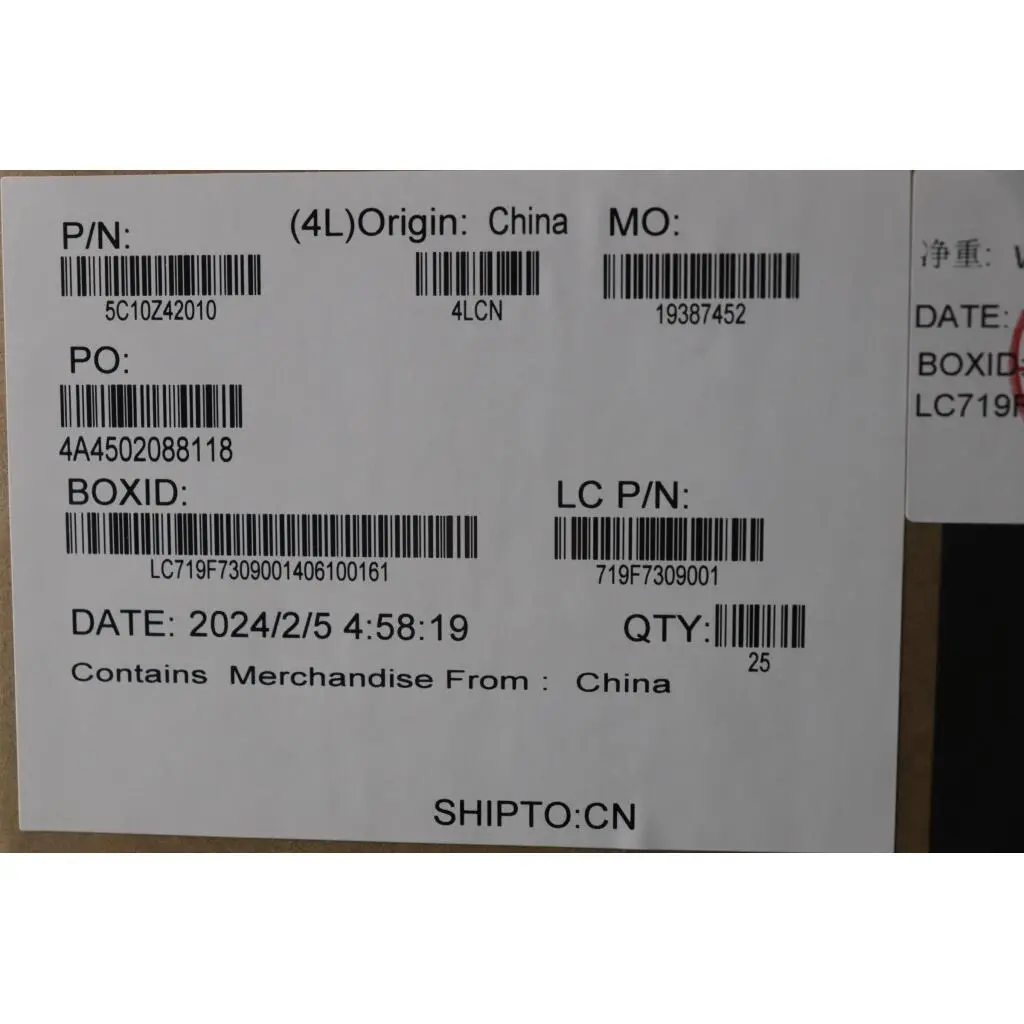 P/N:
(4L)Origin: China
MO:
5C10Z42010
4LCN
19387452
PO:
4A4502088118
BOXID:
LC P/N:
LC719F7309001406100161
719F7309001
DATE: 2024/2/5 4:58:19
QTY:
25
Contains Merchandise From : China
SHIPTO:CN
净重:
DATE:
BOXID:
LC719F